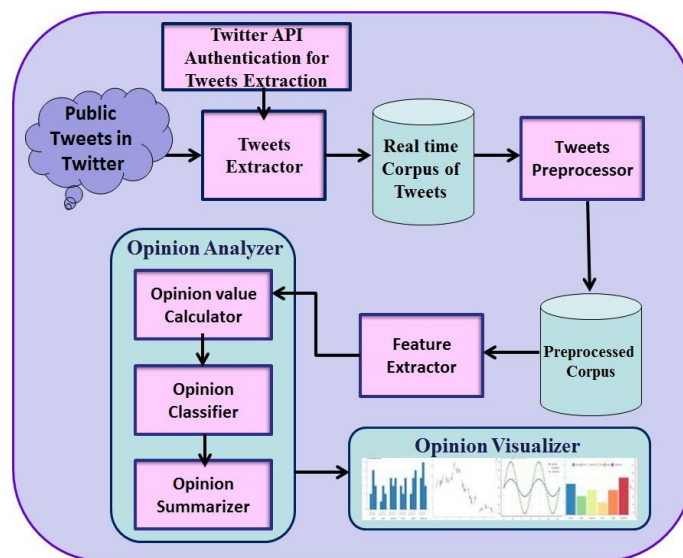 Twitter API
Authentication for
Tweets Extraction
Public
Tweets in
Twitter
Tweets
Extractor
Real time
Corpus of
Tweets
Tweets
Preprocessor
Opinion Analyzer
Opinion value
Calculator
Feature
Extractor
Preprocessed
Corpus
Opinion
Classifier
Opinion
Summarizer
Opinion Visualizer